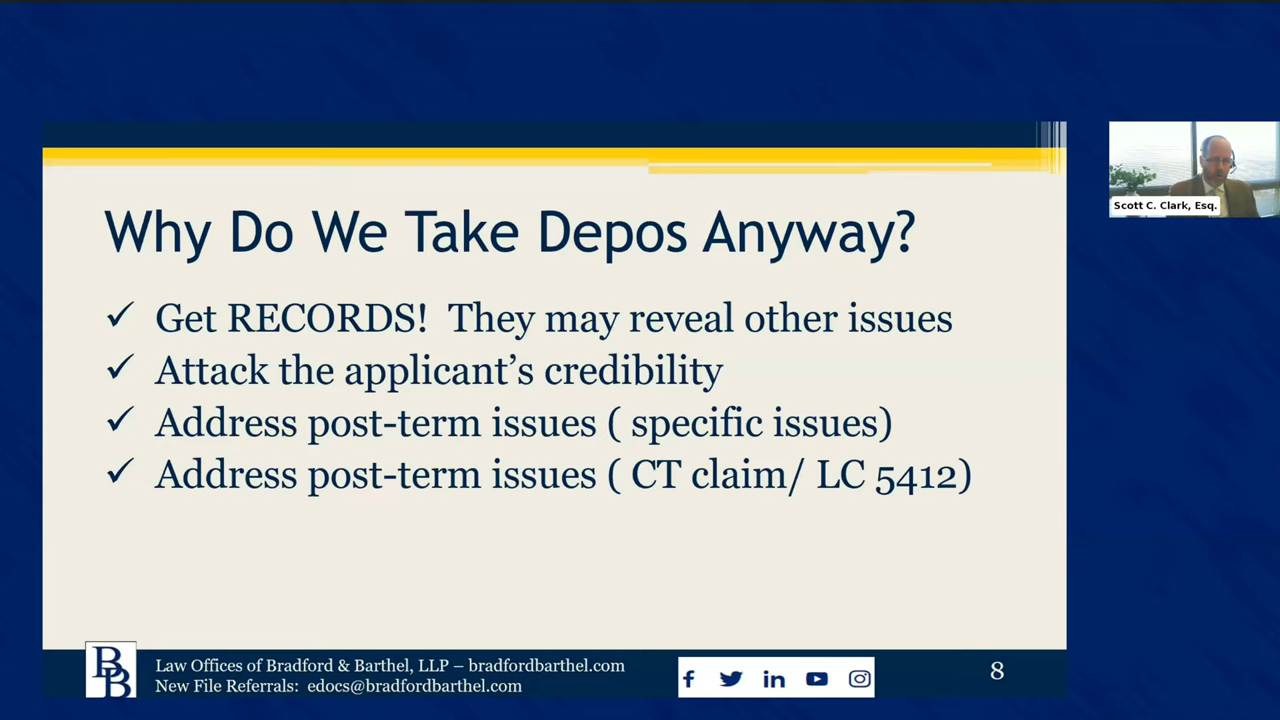 Why Do We Take Depos Anyway?
✓ Get RECORDS! They may reveal other issues
✓ Attack the applicant’s credibility
✓ Address post-term issues ( specific issues)
✓ Address post-term issues ( CT claim/ LC 5412)
Scott C. Clark, Esq.
BB
Law Offices of Bradford & Barthel, LLP – bradfordbarthel.com
New File Referrals: edocs@bradfordbarthel.com
8